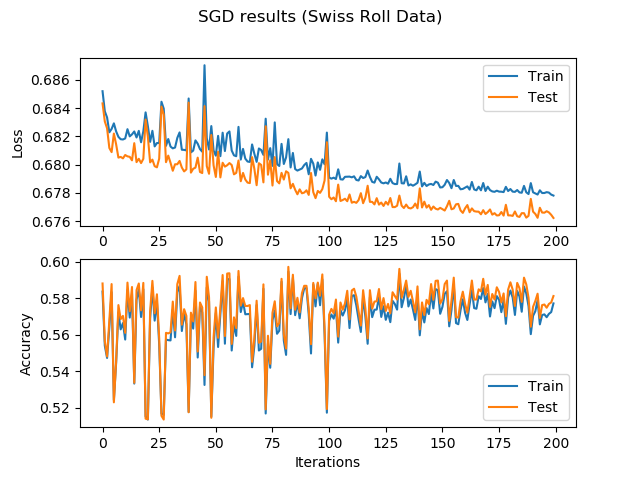 SGD results (Swiss Roll Data)
0.686
0.684
0.682
0.680
0.678
0.676
Loss
Train
Test
0 25 50 75 100 125 150 175 200
0.60
0.58
0.56
0.54
0.52
Accuracy
Train
Test
0 25 50 75 100 125 150 175 200
Iterations